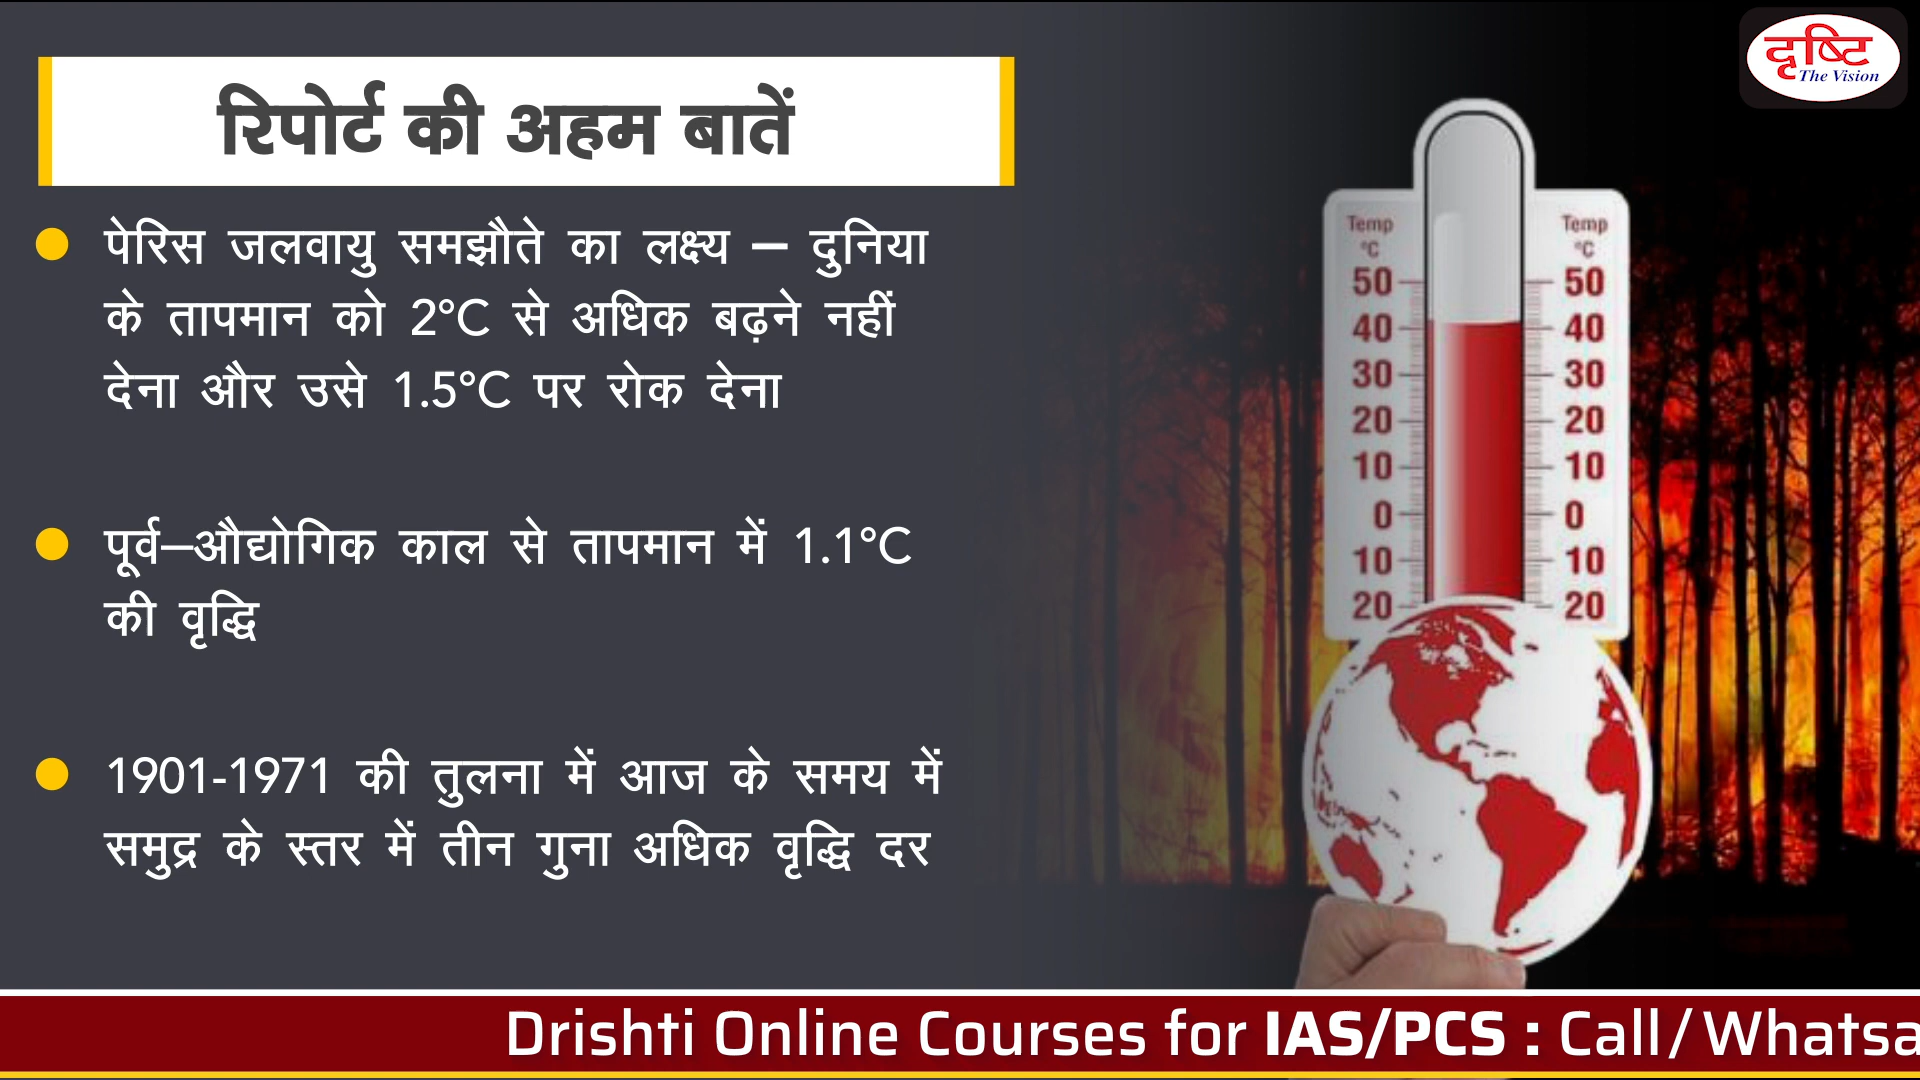 दृष्टि
The Vision
रिपोर्ट की अहम बातें
पेरिस जलवायु समझौते का लक्ष्य – दुनिया
के तापमान को 2°C से अधिक बढ़ने नहीं
देना और उसे 1.5°C पर रोक देना
पूर्व–औद्योगिक काल से तापमान में 1.1°C
की वृद्धि
1901-1971 की तुलना में आज के समय में
समुद्र के स्तर में तीन गुना अधिक वृद्धि दर
Temp Temp
°C °C
50 50
40 40
30 30
20 20
10 10
0 0
10 10
20 20
Drishti Online Courses for IAS/PCS : Call/Whatsa